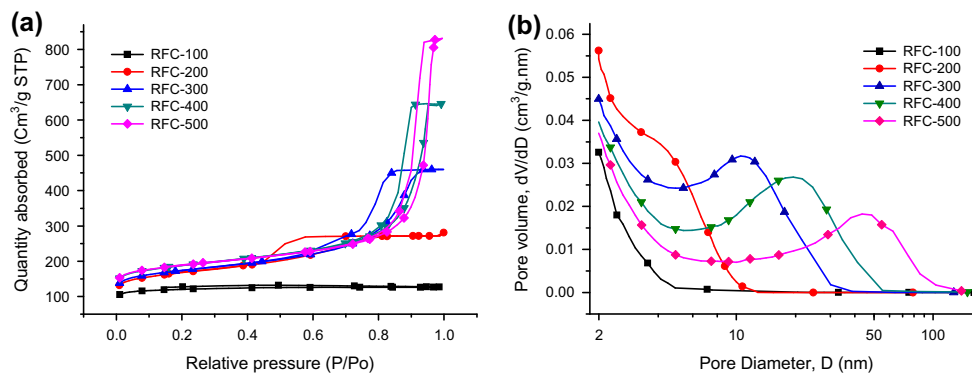 (a)
Quantity absorbed (Cm³/g STP)
800
700
600
500
400
300
200
100
RFC-100
RFC-200
RFC-300
RFC-400
RFC-500
0.0
0.2
0.4
0.6
0.8
1.0
Relative pressure (P/Po)
(b)
Pore volume, dV/dD (cm³/g.nm)
0.06
0.05
0.04
0.03
0.02
0.01
0.00
RFC-100
RFC-200
RFC-300
RFC-400
RFC-500
2
10
50
100
Pore Diameter, D (nm)